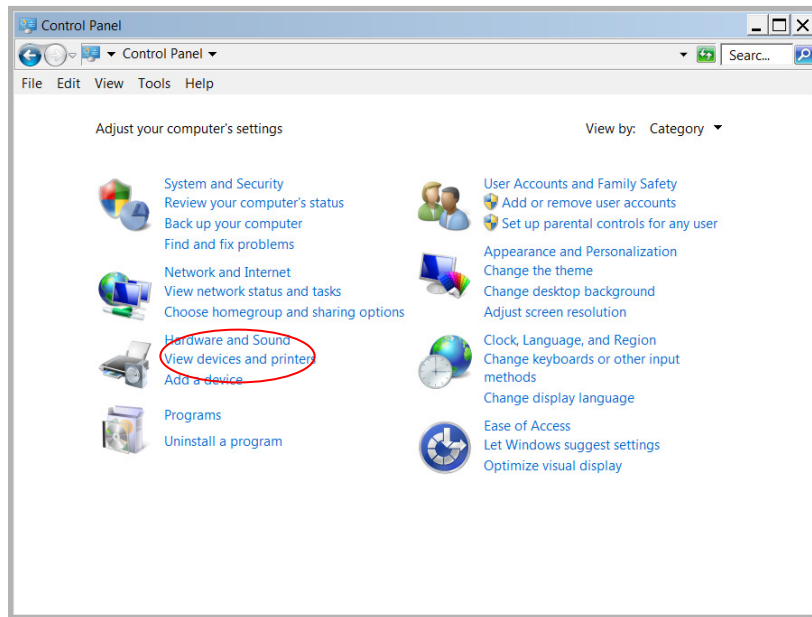 Control Panel
Control Panel
Searc...
File Edit View Tools Help
Adjust your computer's settings
View by: Category
System and Security
Review your computer's status
Back up your computer
Find and fix problems
Network and Internet
View network status and tasks
Choose homegroup and sharing options
Hardware and Sound
View devices and printers
Add a device
Programs
Uninstall a program
User Accounts and Family Safety
Add or remove user accounts
Set up parental controls for any user
Appearance and Personalization
Change the theme
Change desktop background
Adjust screen resolution
Clock, Language, and Region
Change keyboards or other input
methods
Change display language
Ease of Access
Let Windows suggest settings
Optimize visual display